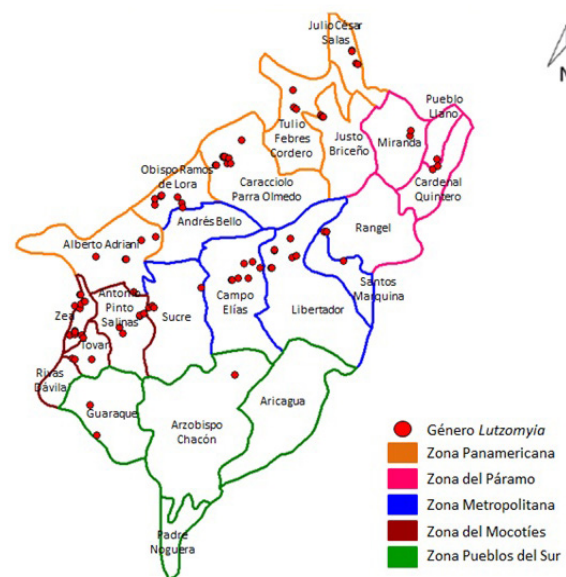 Julio César
Salas
N
Pueblo
Llano
Tulio
Febres
Cordero
Justo
Briceño
Miranda
Cardenal
Quintero
Obispo Ramos
de Lora
Caracciolo
Parra Olmedo
Andrés Bello
Rangel
Alberto Adriani
Santos
Marquina
Antonio
Pinto
Salinas
Zea
Sucre
Campo
Elías
Libertador
Tovar
Rivas
Dávila
Guaraque
Arzobispo
Chacón
Aricagua
Padre
Noguera
Género Lutzomyia
Zona Panamericana
Zona del Páramo
Zona Metropolitana
Zona del Mocotíes
Zona Pueblos del Sur